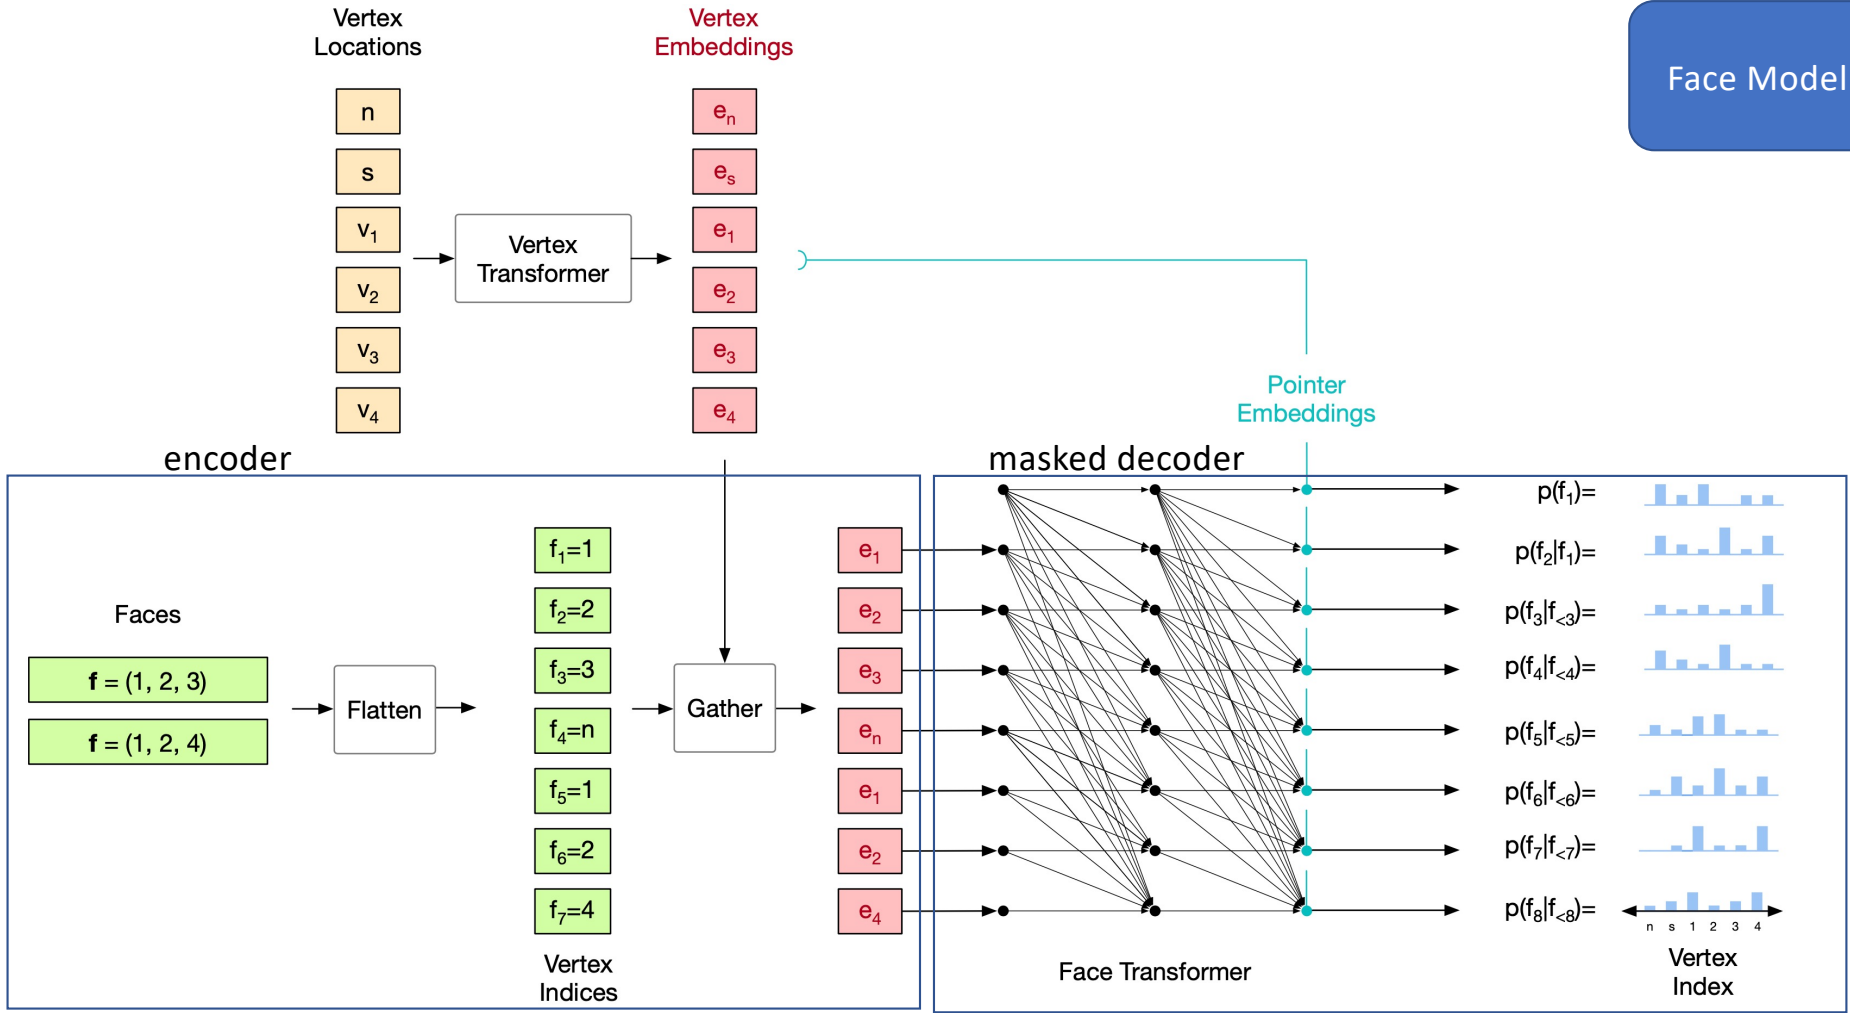 Vertex
Locations
Vertex
Embeddings
Face Model
n
s
v₁
v₂
v₃
v₄
Vertex
Transformer
eₙ
eₛ
e₁
e₂
e₃
e₄
Pointer
Embeddings
encoder
masked decoder
Faces
f = (1, 2, 3)
f = (1, 2, 4)
Flatten
f₁=1
f₂=2
f₃=3
f₄=n
f₅=1
f₆=2
f₇=4
Vertex
Indices
Gather
e₁
e₂
e₃
eₙ
e₁
e₂
e₄
Face Transformer
p(f₁)=
p(f₂|f₁)=
p(f₃|f<₃)=
p(f₄|f<₄)=
p(f₅|f<₅)=
p(f₆|f<₆)=
p(f₇|f<₇)=
p(f₈|f<₈)=
n s 1 2 3 4
Vertex
Index